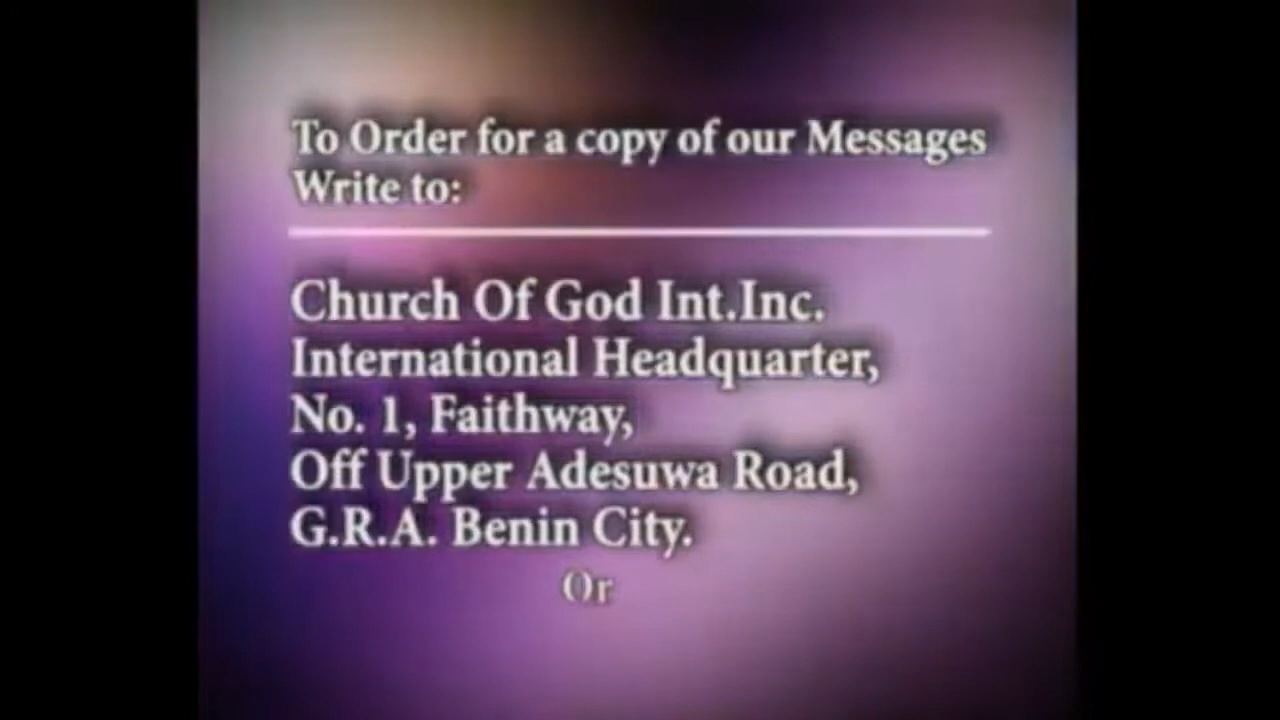 To Order for a copy of our Messages
Write to:
Church Of God Int.Inc.
International Headquarter,
No. 1, Faithway,
Off Upper Adesuwa Road,
G.R.A. Benin City.
Or